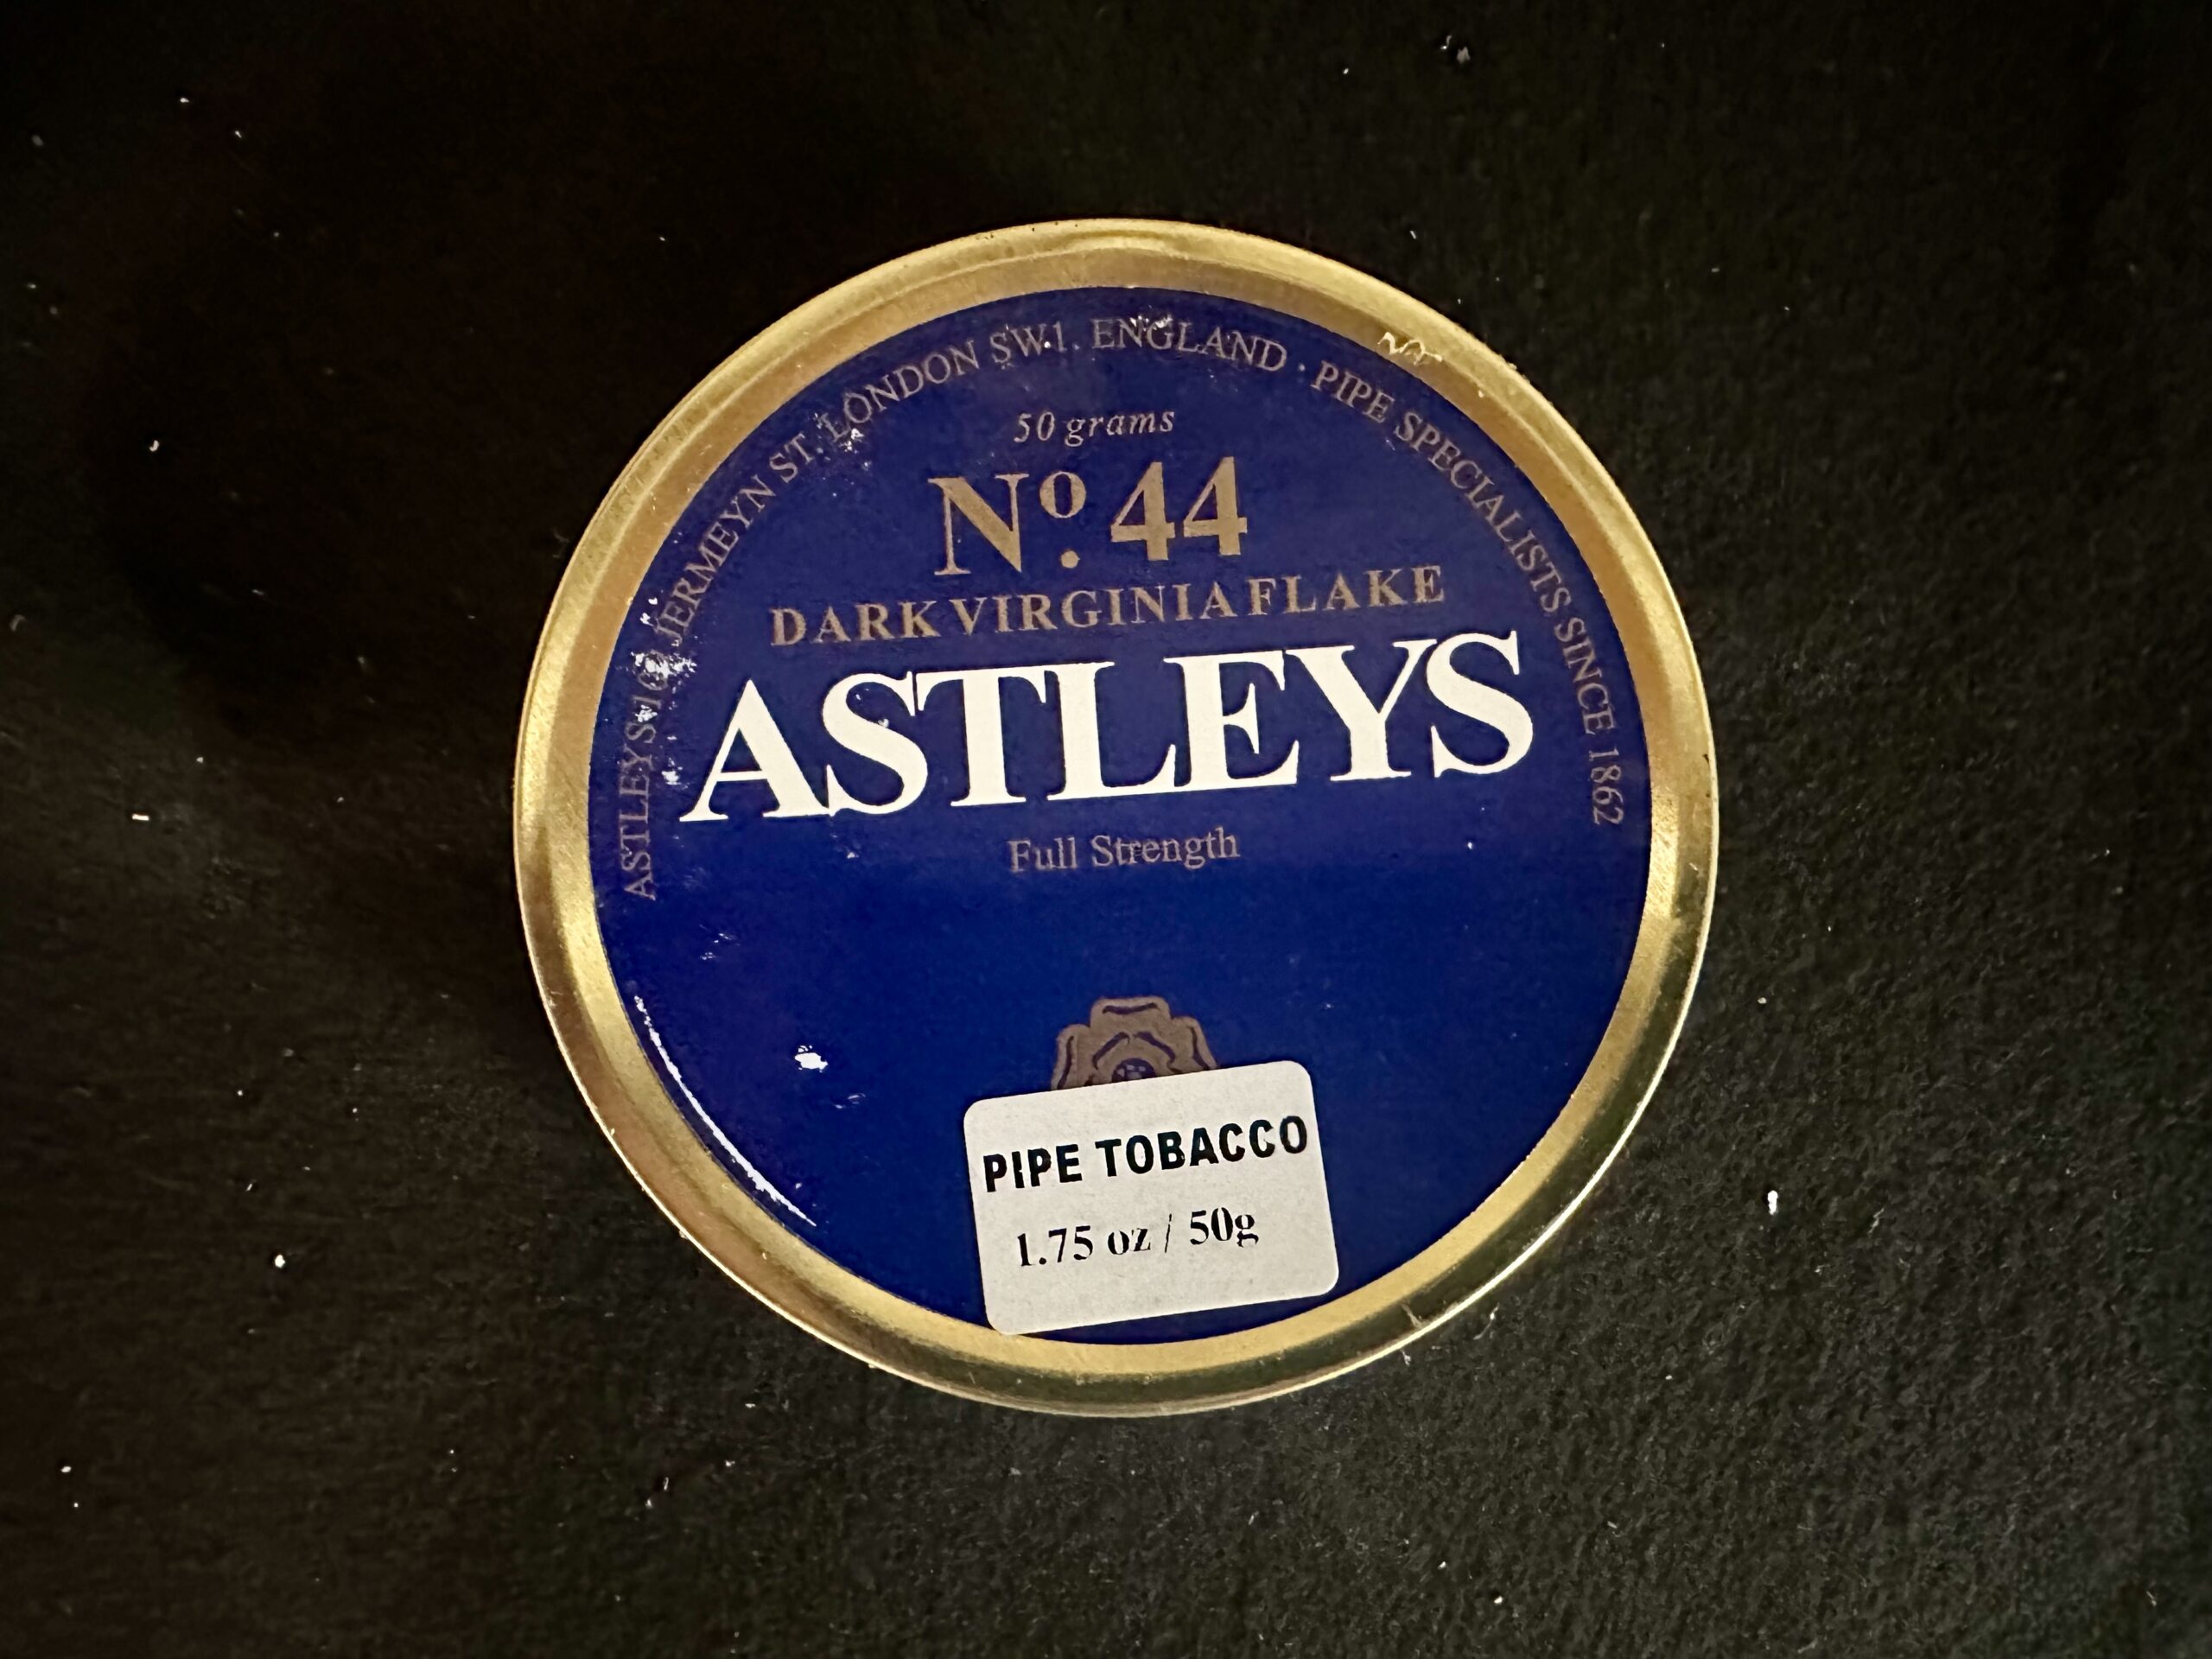 ASTLEYS JERMEYN ST. LONDON SW1. ENGLAND · PIPE SPECIALISTS SINCE 1862
50 grams
Nº. 44
DARK VIRGINIA FLAKE
ASTLEYS
Full Strength
PIPE TOBACCO
1.75 oz / 50g